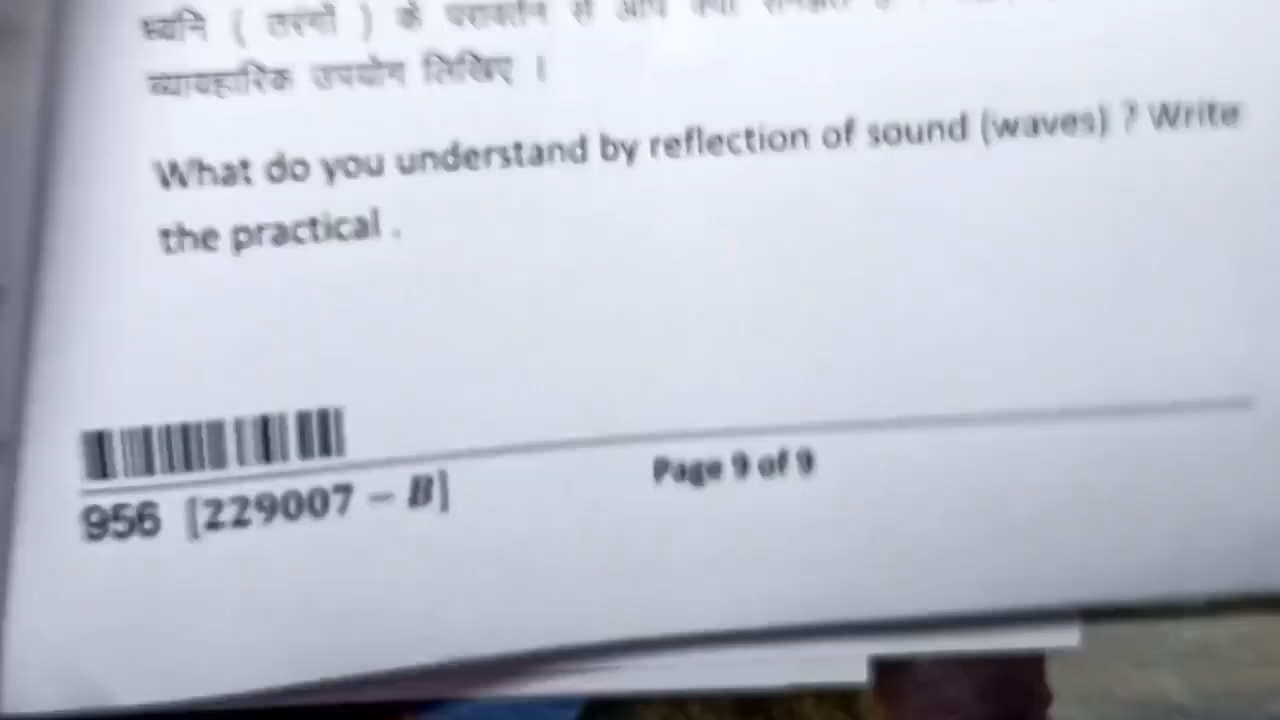 ध्वनि ( तरंगों ) के परावर्तन से आप क्या समझते
व्यावहारिक उपयोग लिखिए ।
What do you understand by reflection of sound (waves) ? Write
the practical .
956 [229007 – B]
Page 9 of 9